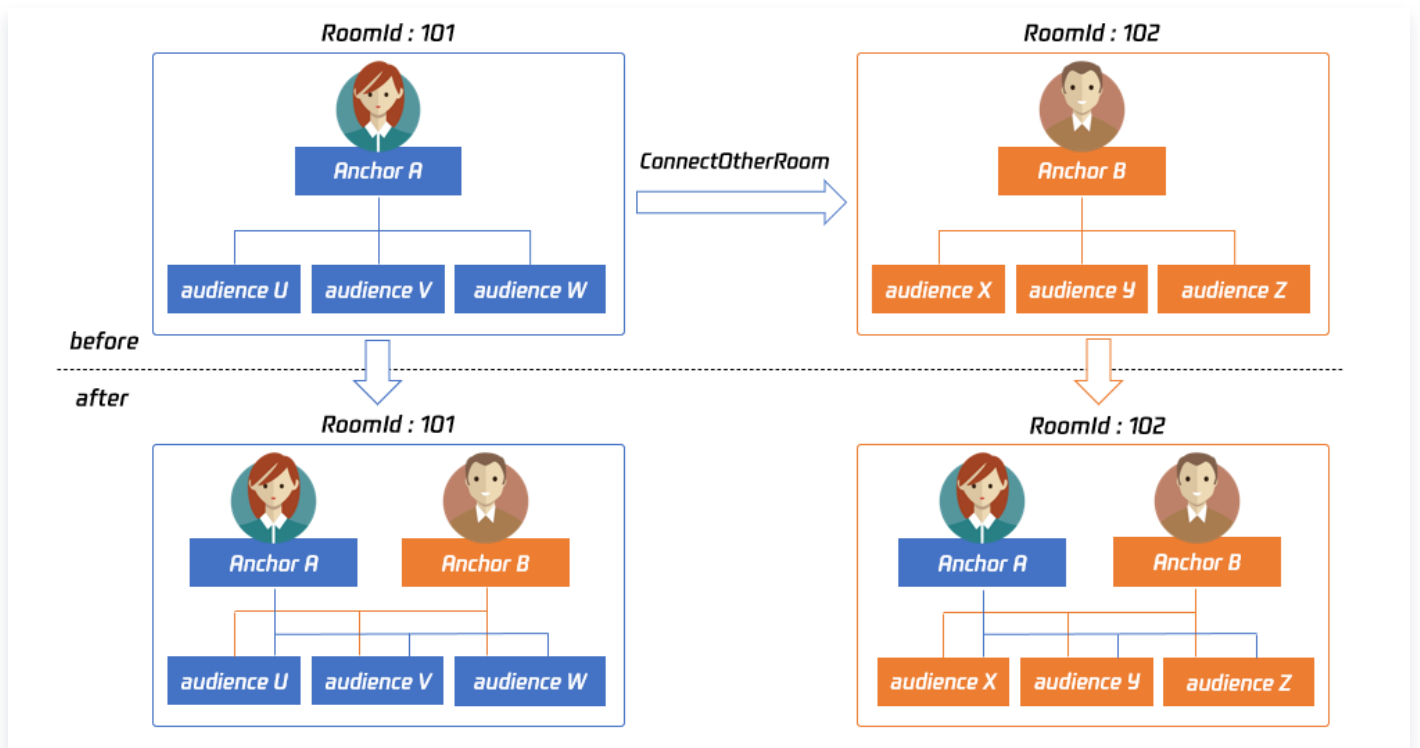 RoomId : 101
RoomId : 102
Anchor A
ConnectOtherRoom
Anchor B
audience U
audience V
audience W
audience X
audience Y
audience Z
before
after
RoomId : 101
RoomId : 102
Anchor A
Anchor B
Anchor A
Anchor B
audience U
audience V
audience W
audience X
audience Y
audience Z